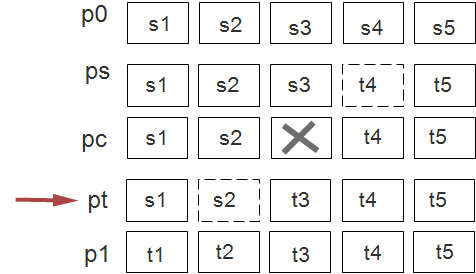 p0 s1 s2 s3 s4 s5
ps s1 s2 s3 t4 t5
pc s1 s2 t4 t5
pt s1 s2 t3 t4 t5
p1 t1 t2 t3 t4 t5